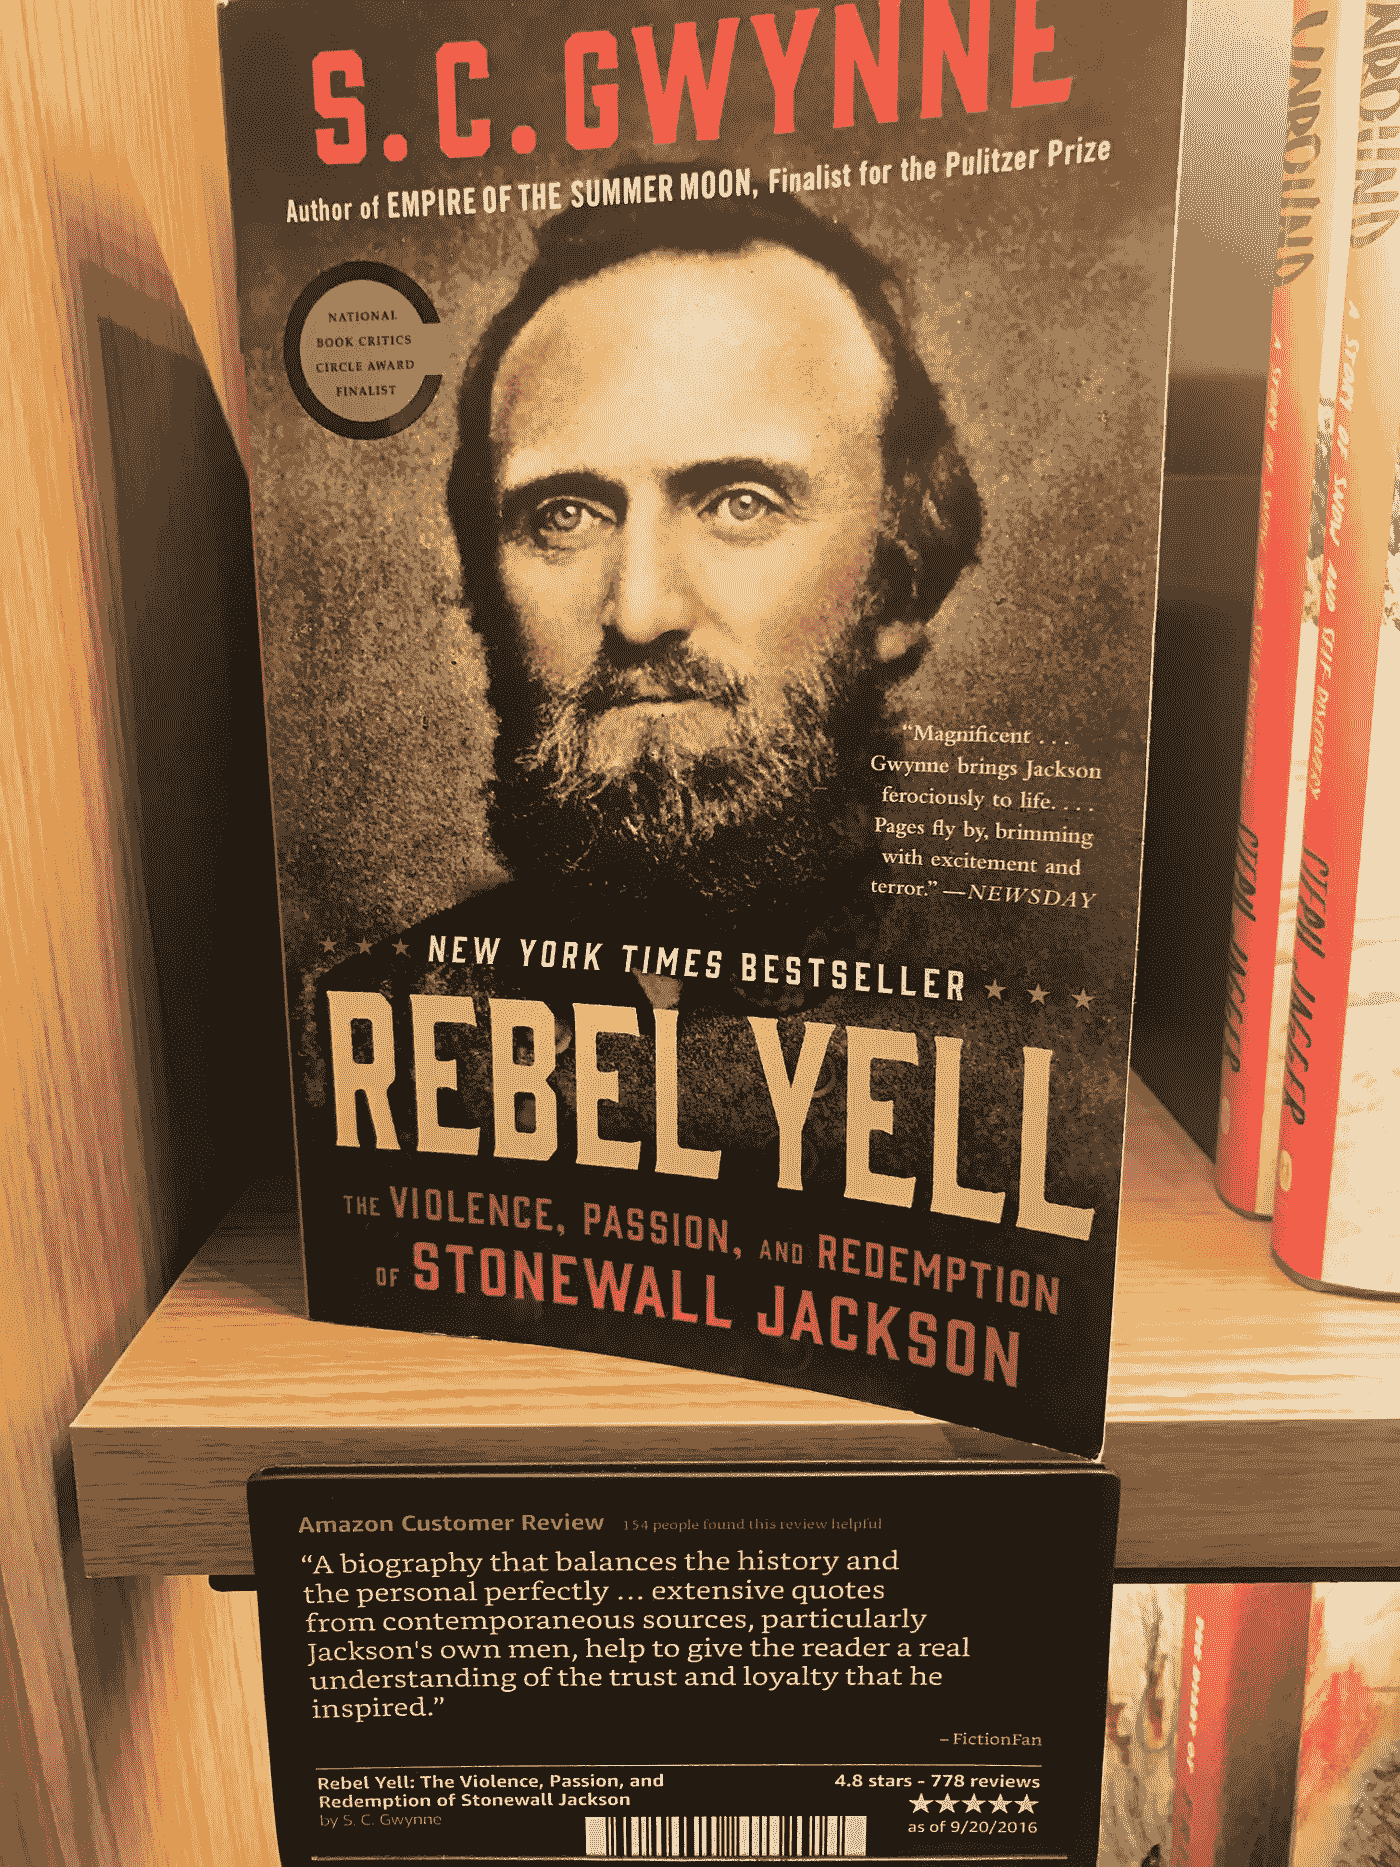 S. C. GWYNNE
Author of EMPIRE OF THE SUMMER MOON, Finalist for the Pulitzer Prize
NATIONAL
BOOK CRITICS
CIRCLE AWARD
FINALIST
“Magnificent . . .
Gwynne brings Jackson
ferociously to life. . . .
Pages fly by, brimming
with excitement and
terror.” —NEWSDAY
NEW YORK TIMES BESTSELLER
REBEL YELL
THE VIOLENCE, PASSION, AND REDEMPTION
OF STONEWALL JACKSON
Amazon Customer Review 154 people found this review helpful
“A biography that balances the history and
the personal perfectly ... extensive quotes
from contemporaneous sources, particularly
Jackson's own men, help to give the reader a real
understanding of the trust and loyalty that he
inspired.”
– FictionFan
Rebel Yell: The Violence, Passion, and
Redemption of Stonewall Jackson
by S. C. Gwynne
4.8 stars - 778 reviews
as of 9/20/2016
A STORY OF SNOW AND SELF-DISCOVERY